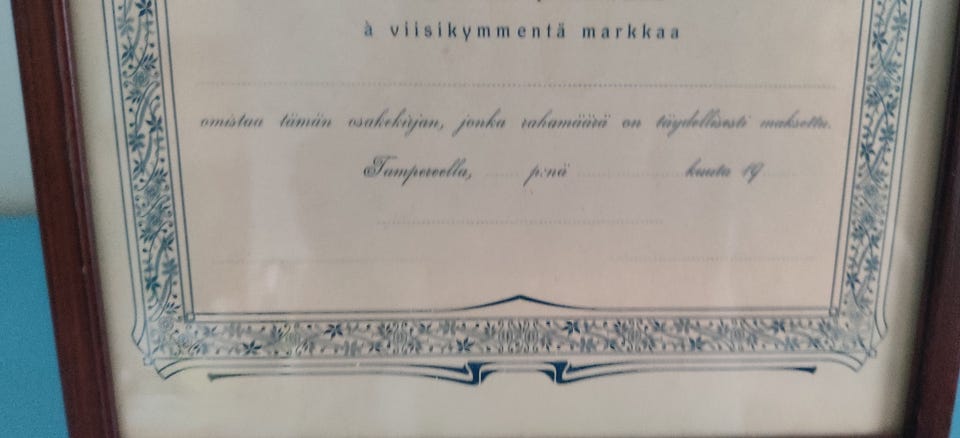 à viisikymmentä markkaa
omistaa tämän osakekirjan, jonka rahamäärä on täydellisesti maksettu.
Tampereella, p:nä kuuta 19